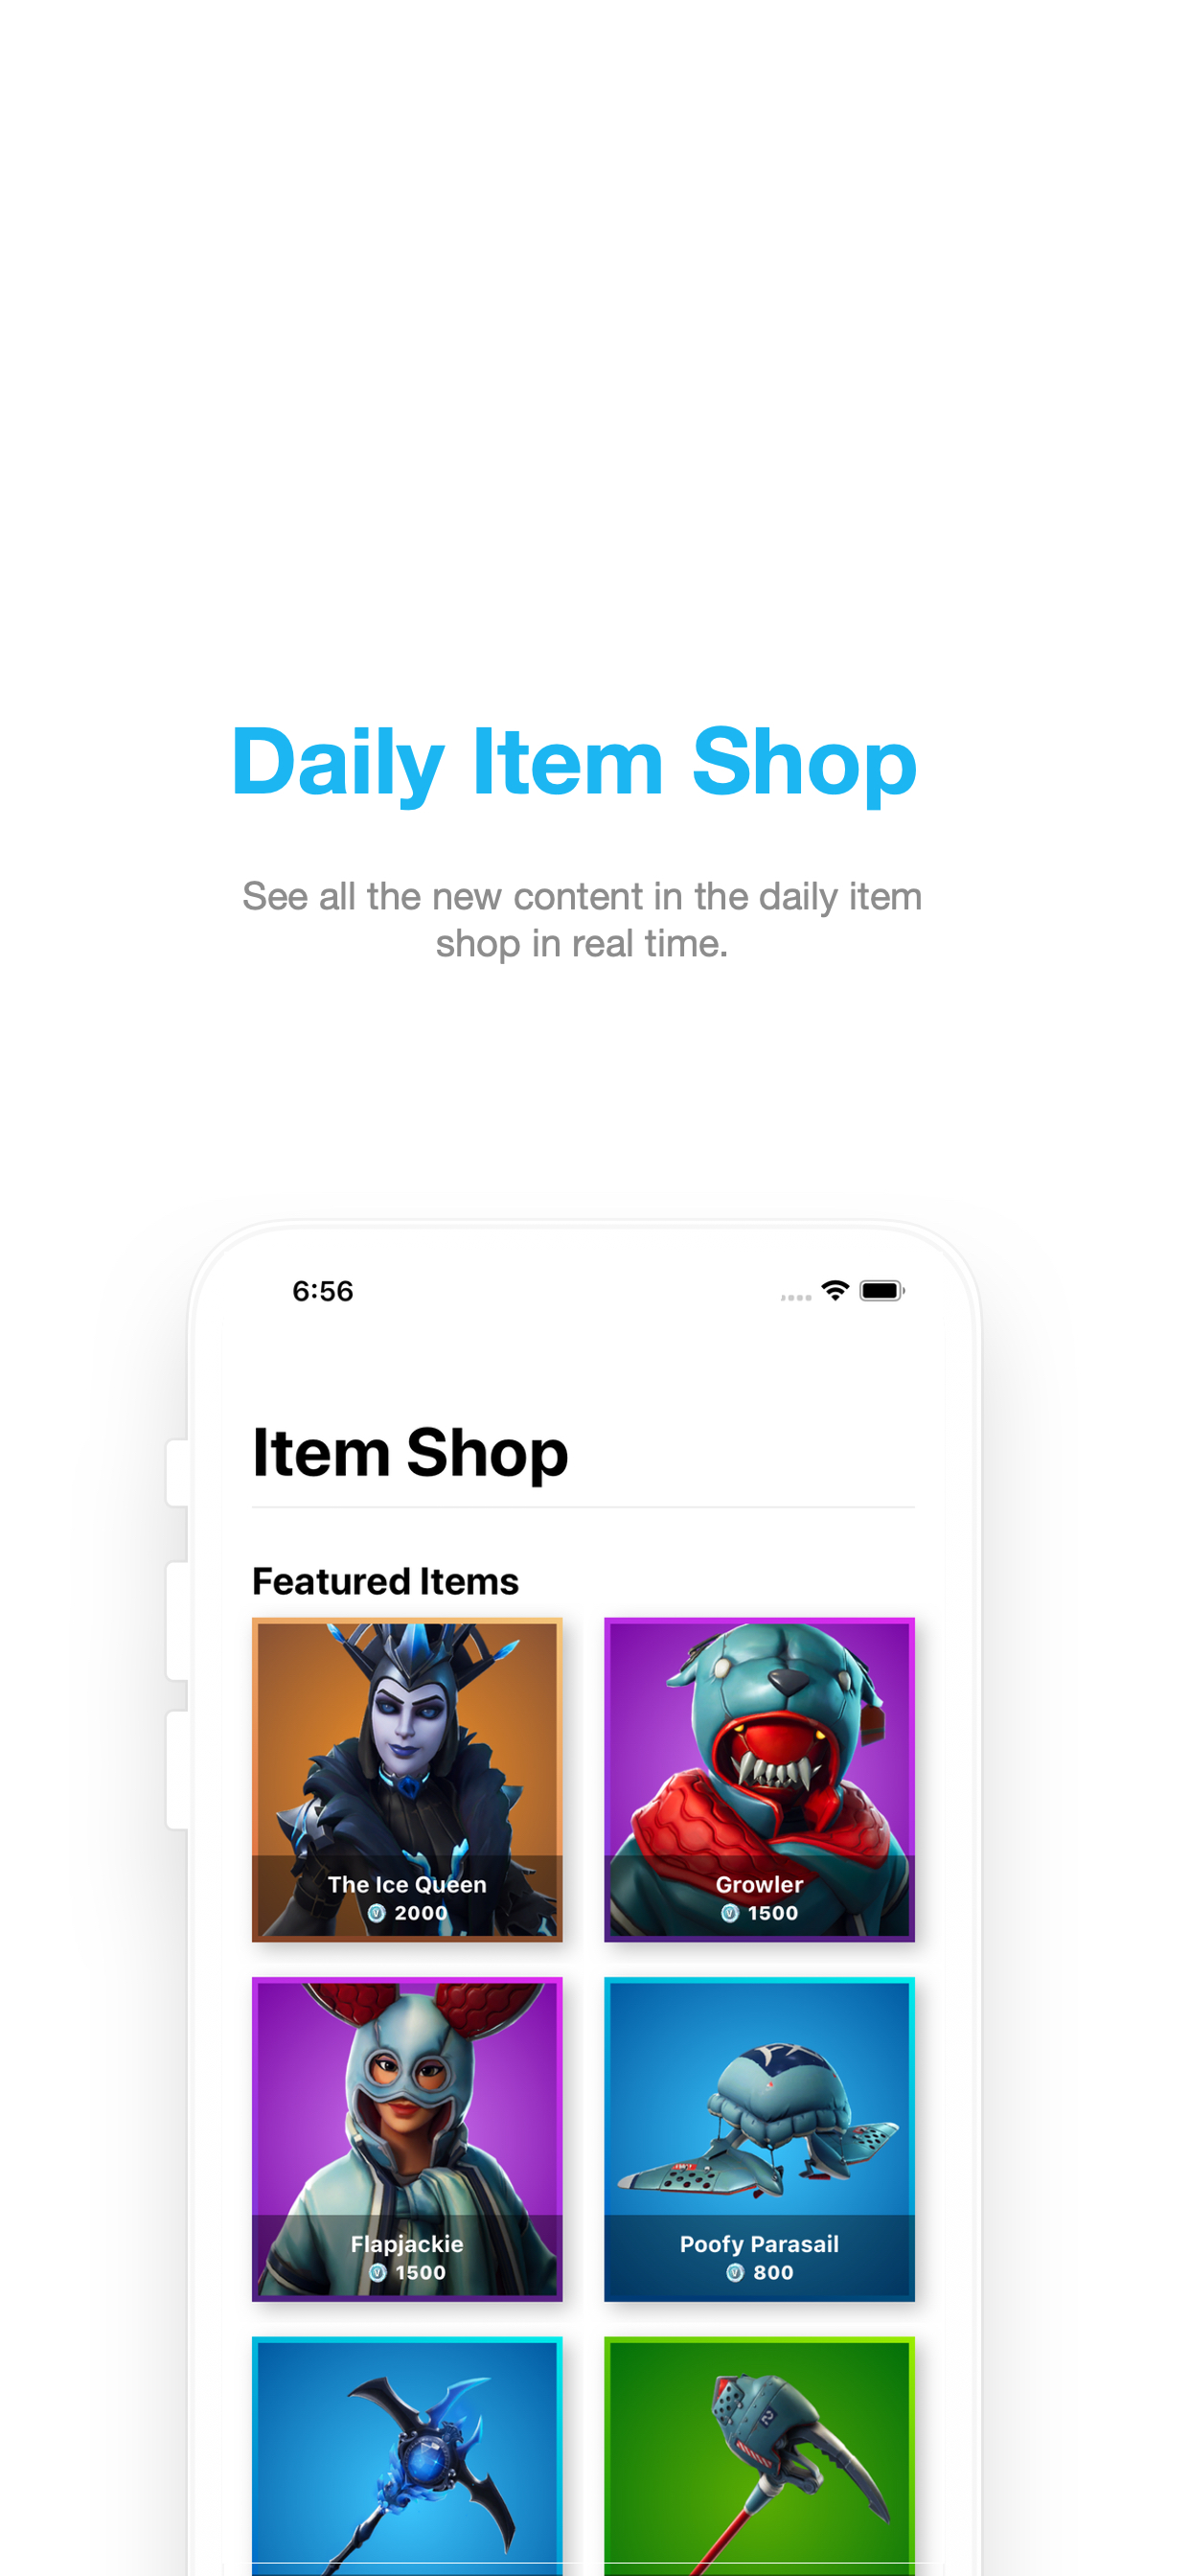 Daily Item Shop
See all the new content in the daily item
shop in real time.
6:56
Item Shop
Featured Items
The Ice Queen
2000
Growler
1500
Flapjackie
1500
Poofy Parasail
800